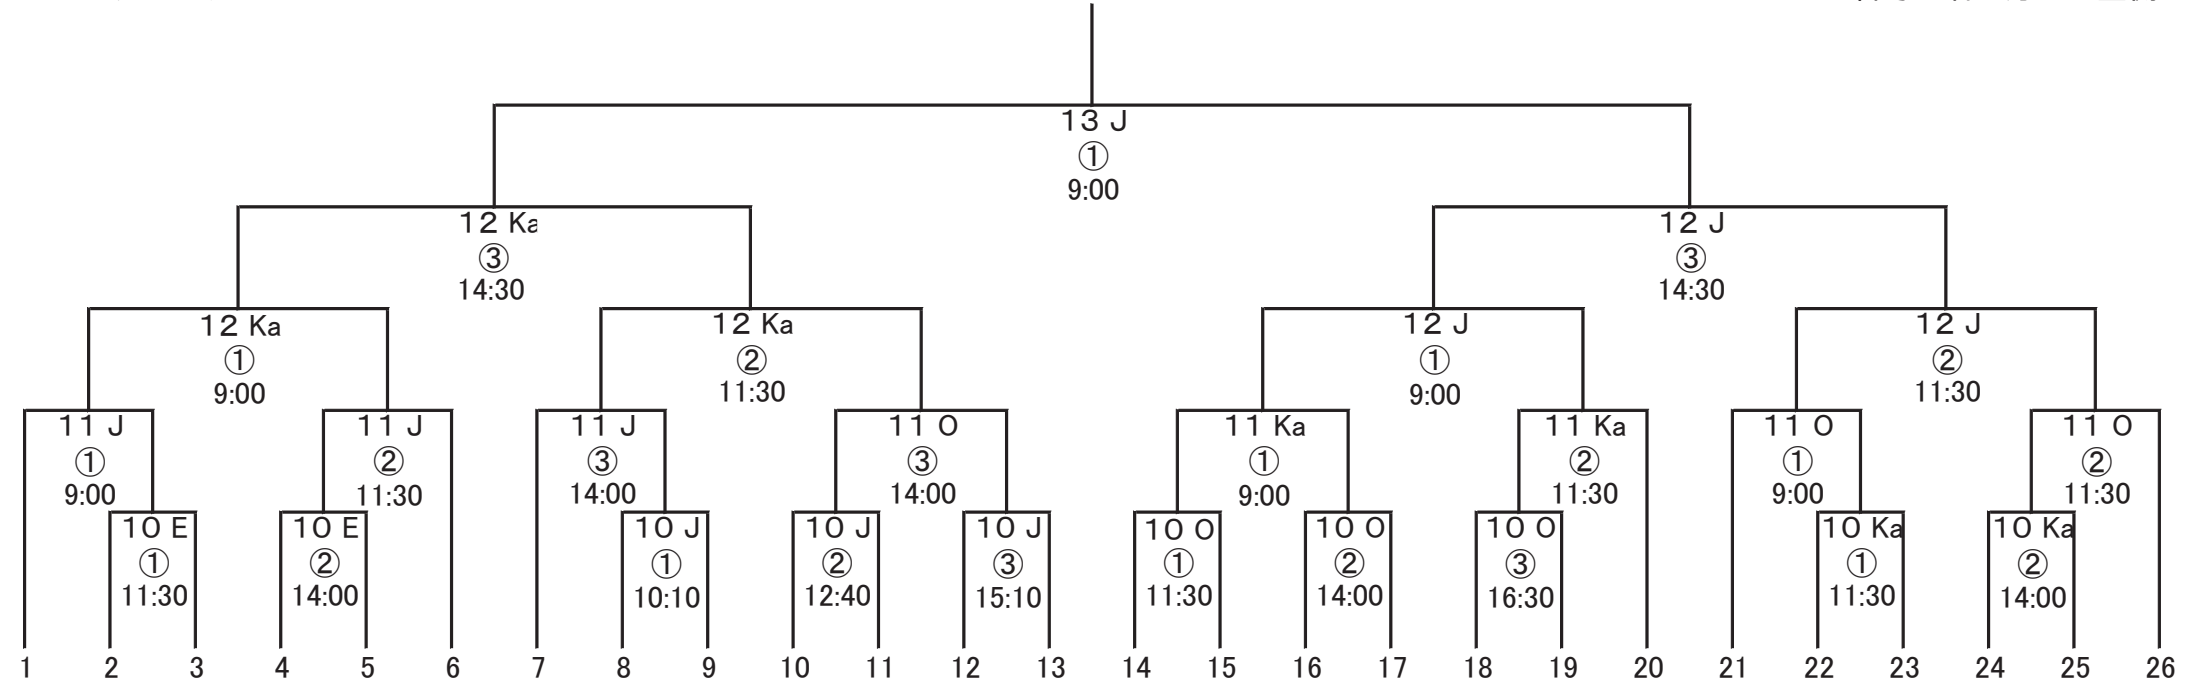 13 J
①
9:00
12 Ka
③
14:30
12 J
③
14:30
12 Ka
①
9:00
12 Ka
②
11:30
12 J
①
9:00
12 J
②
11:30
11 J
①
9:00
11 J
②
11:30
11 J
③
14:00
11 O
③
14:00
11 Ka
①
9:00
11 Ka
②
11:30
11 O
①
9:00
11 O
②
11:30
10 E
①
11:30
10 E
②
14:00
10 J
①
10:10
10 J
②
12:40
10 J
③
15:10
10 O
①
11:30
10 O
②
14:00
10 O
③
16:30
10 Ka
①
11:30
10 Ka
②
14:00
1 2 3 4 5 6 7 8 9 10 11 12 13 14 15 16 17 18 19 20 21 22 23 24 25 26